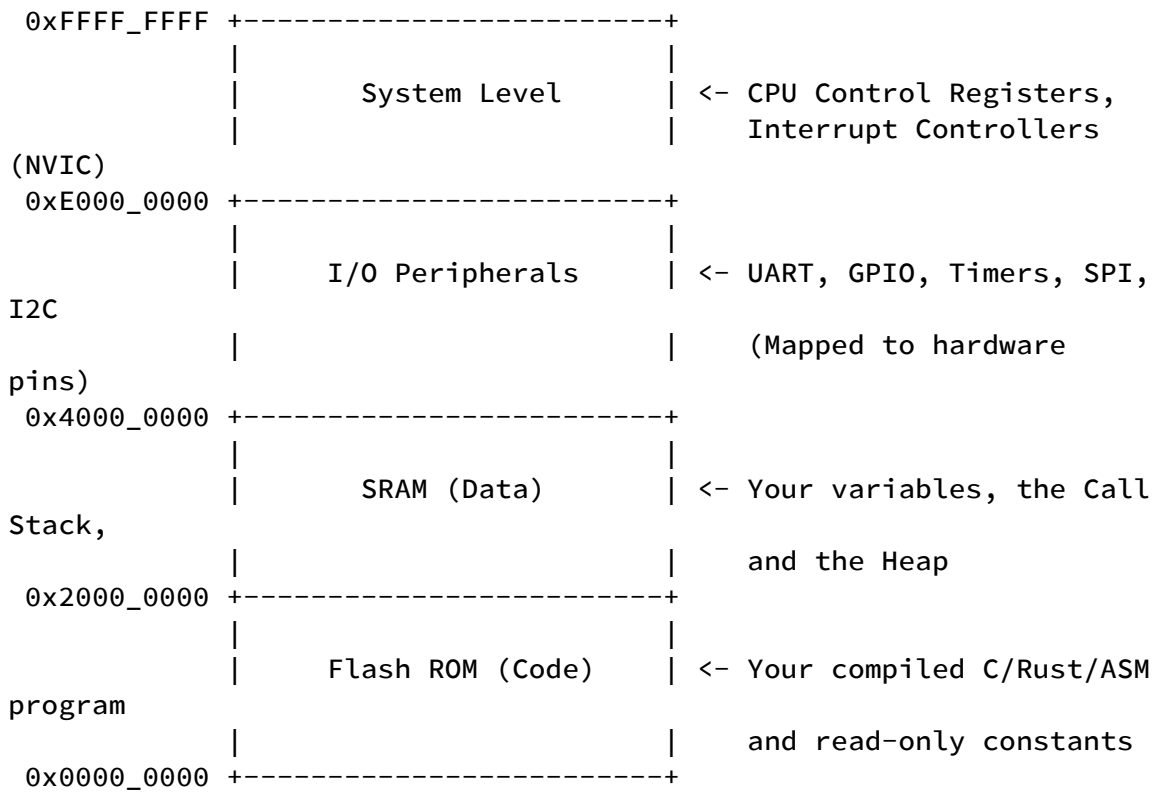 0xFFFF_FFFF +--------------------------+
| |
| System Level | <- CPU Control Registers,
| | Interrupt Controllers
(NVIC)
0xE000_0000 +--------------------------+
| |
| I/O Peripherals | <- UART, GPIO, Timers, SPI,
I2C
| | (Mapped to hardware
pins)
0x4000_0000 +--------------------------+
| |
| SRAM (Data) | <- Your variables, the Call
Stack,
| | and the Heap
0x2000_0000 +--------------------------+
| |
| Flash ROM (Code) | <- Your compiled C/Rust/ASM
program
| | and read-only constants
0x0000_0000 +--------------------------+